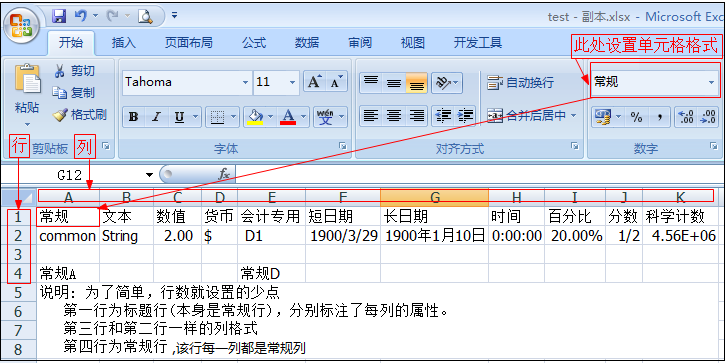 test - 副本.xlsx - Microsoft Exc
开始 插入 页面布局 公式 数据 审阅 视图 开发工具
此处设置单元格格式
粘贴
剪切
复制
格式刷
剪贴板
Tahoma 11 A A
B I U A wén 文
字体
自动换行
合并后居中
对齐方式
常规
% , .0 .00 .00 .0
数字
行 列
G12 fx
A B C D E F G H I J K
1 常规 文本 数值 货币 会计专用 短日期 长日期 时间 百分比 分数 科学计数
2 common String 2.00 $ D1 1900/3/29 1900年1月10日 0:00:00 20.00% 1/2 4.56E+06
3
4 常规A 常规D
5 说明：为了简单，行数就设置的少点
6 第一行为标题行(本身是常规行)，分别标注了每列的属性。
7 第三行和第二行一样的列格式
8 第四行为常规行,该行每一列都是常规列